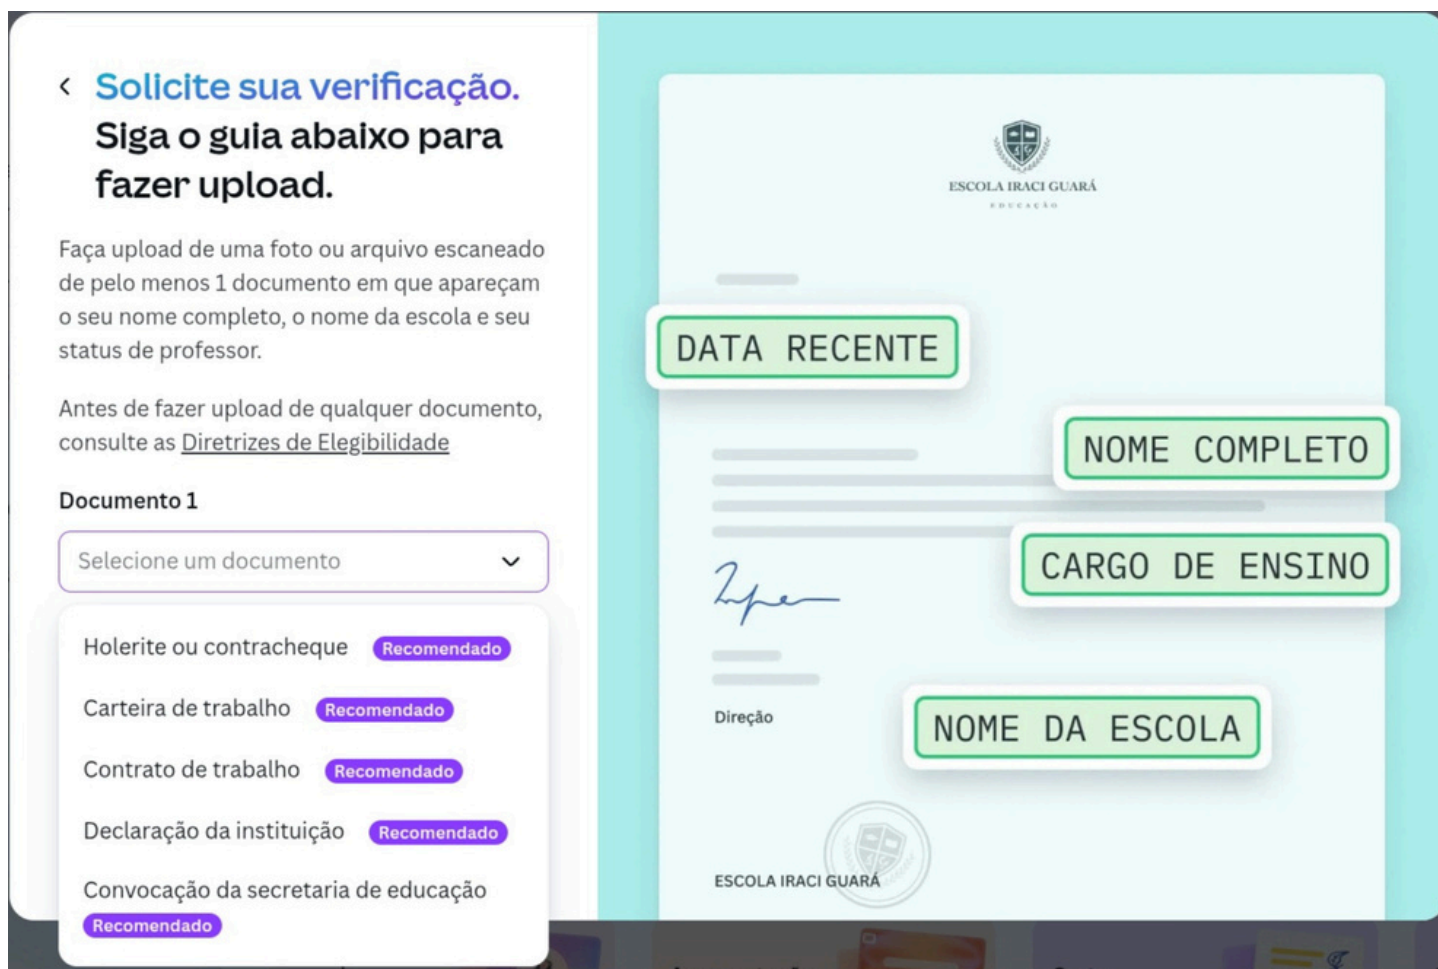 Solicite sua verificação.
Siga o guia abaixo para
fazer upload.
Faça upload de uma foto ou arquivo escaneado
de pelo menos 1 documento em que apareçam
o seu nome completo, o nome da escola e seu
status de professor.
Antes de fazer upload de qualquer documento,
consulte as Diretrizes de Elegibilidade
Documento 1
Selecione um documento
Holerite ou contracheque Recomendado
Carteira de trabalho Recomendado
Contrato de trabalho Recomendado
Declaração da instituição Recomendado
Convocação da secretaria de educação
Recomendado
ESCOLA IRACI GUARÁ
EDUCAÇÃO
DATA RECENTE
NOME COMPLETO
CARGO DE ENSINO
Direção
NOME DA ESCOLA
ESCOLA IRACI GUARÁ